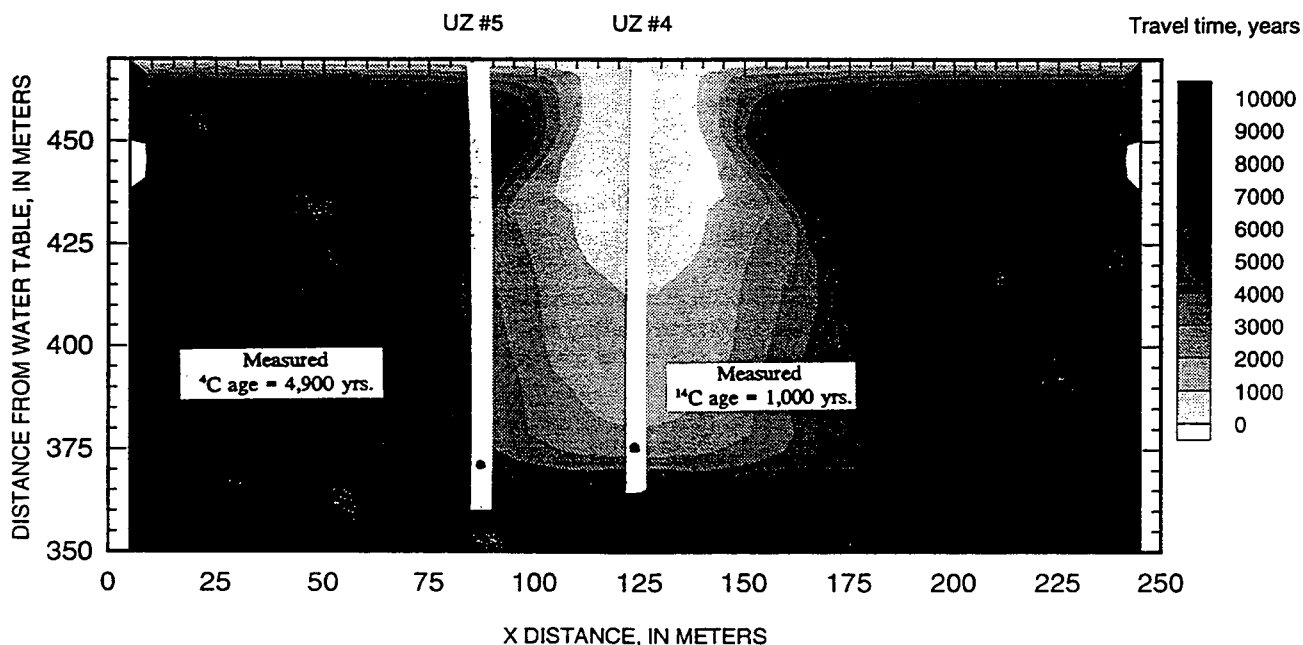 UZ #5 UZ #4 Travel time, years
DISTANCE FROM WATER TABLE, IN METERS
450
425
400
375
350
Measured
⁴C age = 4,900 yrs.
Measured
¹⁴C age = 1,000 yrs.
10000
9000
8000
7000
6000
5000
4000
3000
2000
1000
0
0 25 50 75 100 125 150 175 200 225 250
X DISTANCE, IN METERS